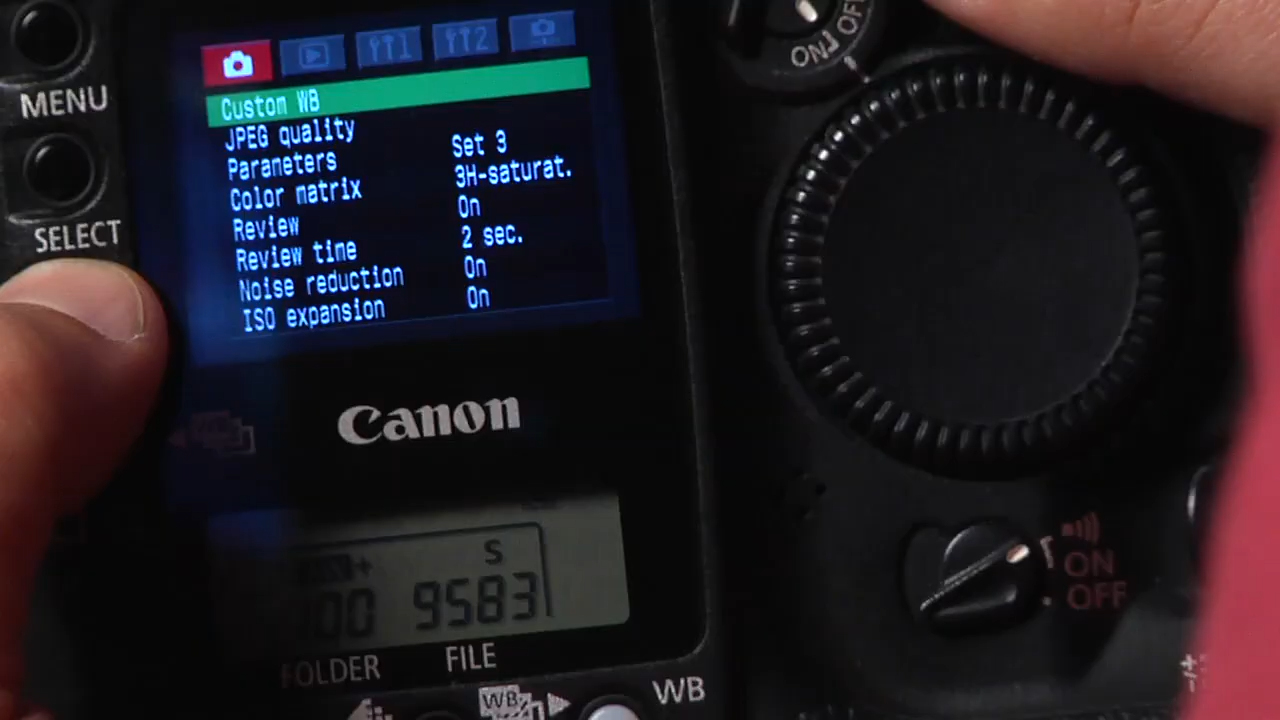 ON OFF
MENU
SELECT
Custom WB
JPEG quality
Parameters Set 3
Color matrix 3H-saturat.
Review On
Review time 2 sec.
Noise reduction On
ISO expansion On
Canon
ON
OFF
S
100 9583
FOLDER FILE
WB
WB